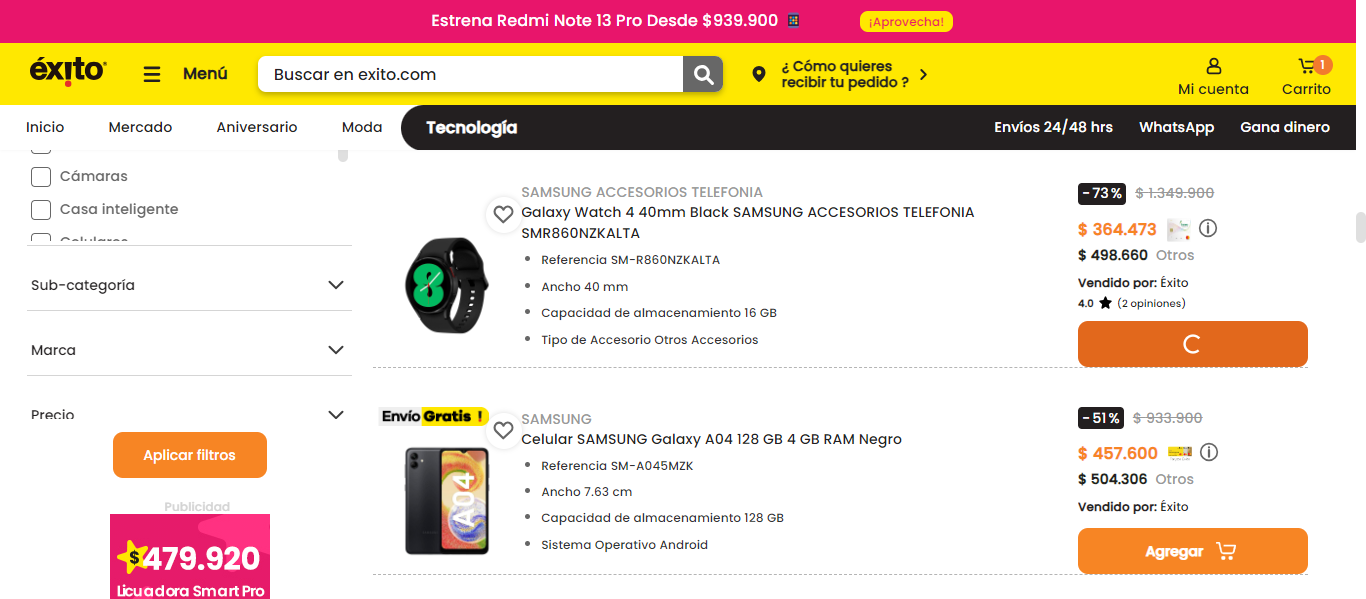 Estrena Redmi Note 13 Pro Desde $939.900
¡Aprovecha!
éxito
Menú
Buscar en exito.com
¿ Cómo quieres
recibir tu pedido ?
Mi cuenta
1
Carrito
Inicio
Mercado
Aniversario
Moda
Tecnología
Envíos 24/48 hrs
WhatsApp
Gana dinero
Cámaras
Casa inteligente
Celulares
Sub-categoría
Marca
Precio
Aplicar filtros
Publicidad
$479.920
Licuadora Smart Pro
SAMSUNG ACCESORIOS TELEFONIA
Galaxy Watch 4 40mm Black SAMSUNG ACCESORIOS TELEFONIA
SMR860NZKALTA
Referencia SM-R860NZKALTA
Ancho 40 mm
Capacidad de almacenamiento 16 GB
Tipo de Accesorio Otros Accesorios
-73% $ 1.349.900
$ 364.473
$ 498.660 Otros
Vendido por: Éxito
4.0 (2 opiniones)
Envío Gratis !
SAMSUNG
Celular SAMSUNG Galaxy A04 128 GB 4 GB RAM Negro
Referencia SM-A045MZK
Ancho 7.63 cm
Capacidad de almacenamiento 128 GB
Sistema Operativo Android
A04
-51% $ 933.900
$ 457.600
$ 504.306 Otros
Vendido por: Éxito
Agregar